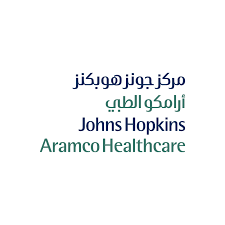 مركز جونز هوبكنز
أرامكو الطبي
Johns Hopkins
Aramco Healthcare